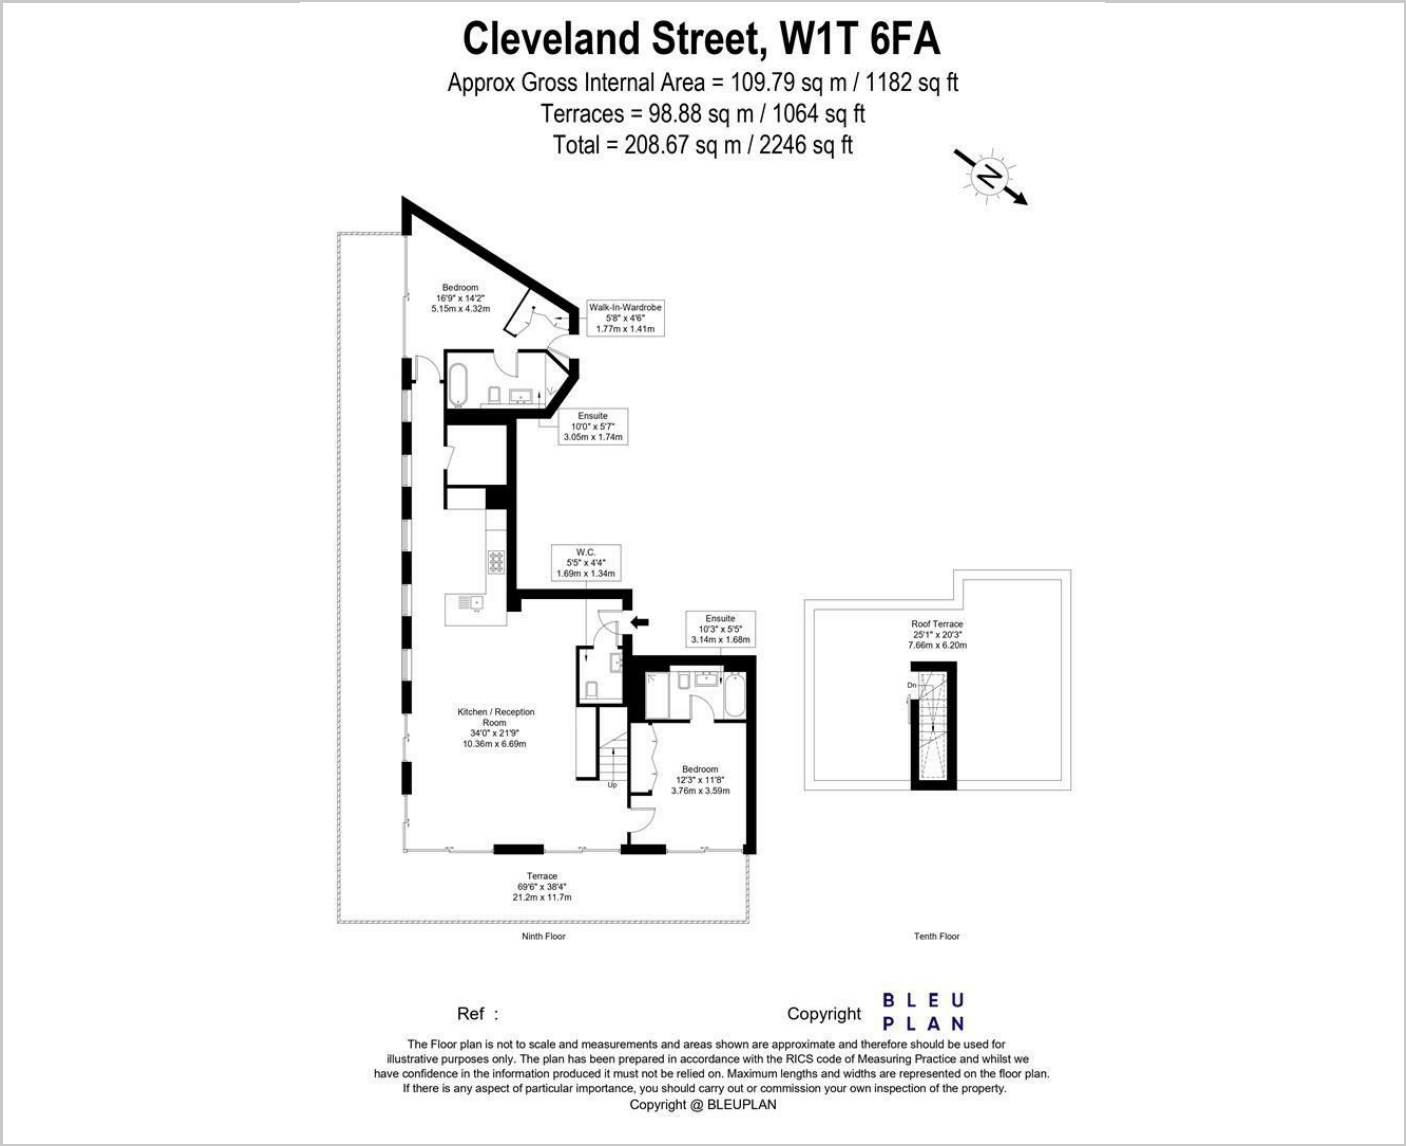 Cleveland Street, W1T 6FA
Approx Gross Internal Area = 109.79 sq m / 1182 sq ft
Terraces = 98.88 sq m / 1064 sq ft
Total = 208.67 sq m / 2246 sq ft
N
Bedroom
16'9" x 14'2"
5.15m x 4.32m
Walk-In-Wardrobe
5'8" x 4'6"
1.77m x 1.41m
Ensuite
10'0" x 5'7"
3.05m x 1.74m
W.C.
5'5" x 4'4"
1.69m x 1.34m
Ensuite
10'3" x 5'5"
3.14m x 1.68m
Kitchen / Reception
Room
34'0" x 21'9"
10.36m x 6.69m
Up
Bedroom
12'3" x 11'8"
3.76m x 3.59m
Terrace
69'6" x 38'4"
21.2m x 11.7m
Ninth Floor
Roof Terrace
25'1" x 20'3"
7.66m x 6.20m
Dn
Tenth Floor
Ref :
Copyright
BLEU
PLAN
The Floor plan is not to scale and measurements and areas shown are approximate and therefore should be used for
illustrative purposes only. The plan has been prepared in accordance with the RICS code of Measuring Practice and whilst we
have confidence in the information produced it must not be relied on. Maximum lengths and widths are represented on the floor plan.
If there is any aspect of particular importance, you should carry out or commission your own inspection of the property.
Copyright @ BLEUPLAN